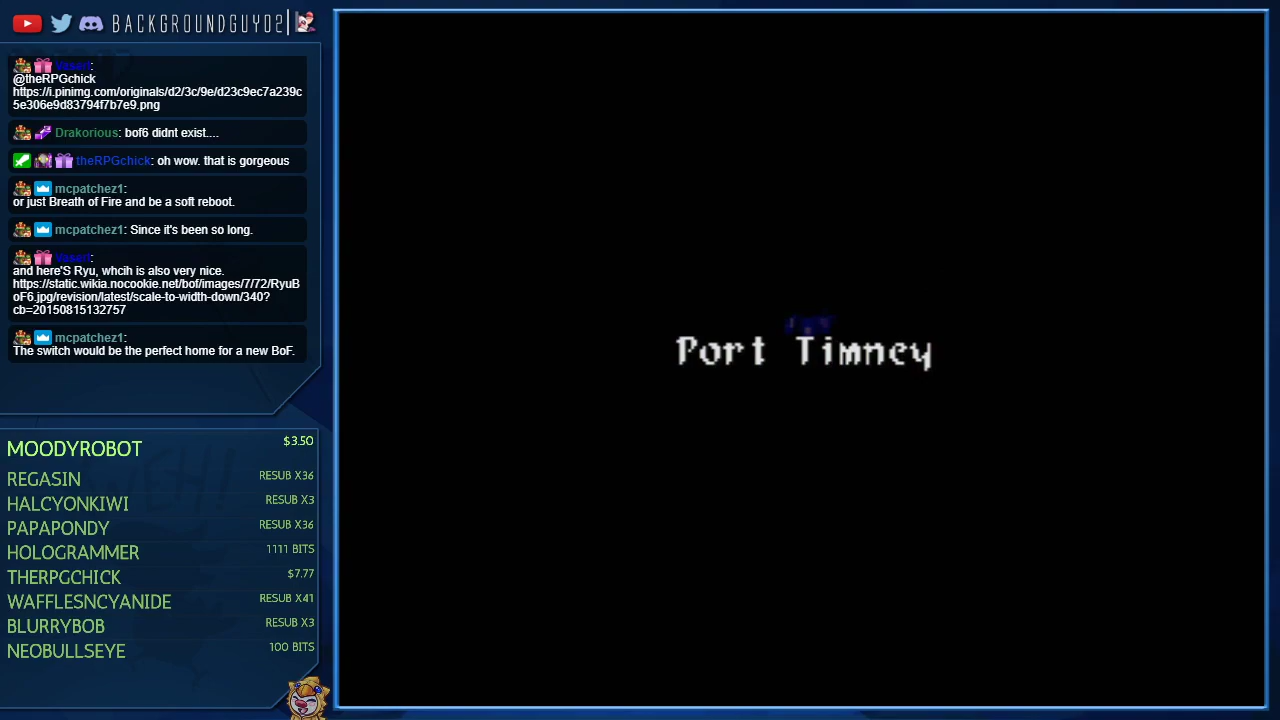 BACKGROUNDGUY02
Vaseri:
@theRPGchick
https://i.pinimg.com/originals/d2/3c/9e/d23c9ec7a239c
5e306e9d83794f7b7e9.png
Drakorious: bof6 didnt exist....
theRPGchick: oh wow. that is gorgeous
mcpatchez1:
or just Breath of Fire and be a soft reboot.
mcpatchez1: Since it's been so long.
Vaseri:
and here'S Ryu, whcih is also very nice.
https://static.wikia.nocookie.net/bof/images/7/72/RyuB
oF6.jpg/revision/latest/scale-to-width-down/340?
cb=20150815132757
mcpatchez1:
The switch would be the perfect home for a new BoF.
MOODYROBOT $3.50
REGASIN RESUB X36
HALCYONKIWI RESUB X3
PAPAPONDY RESUB X36
HOLOGRAMMER 1111 BITS
THERPGCHICK $7.77
WAFFLESNCYANIDE RESUB X41
BLURRYBOB RESUB X3
NEOBULLSEYE 100 BITS
Port Timney